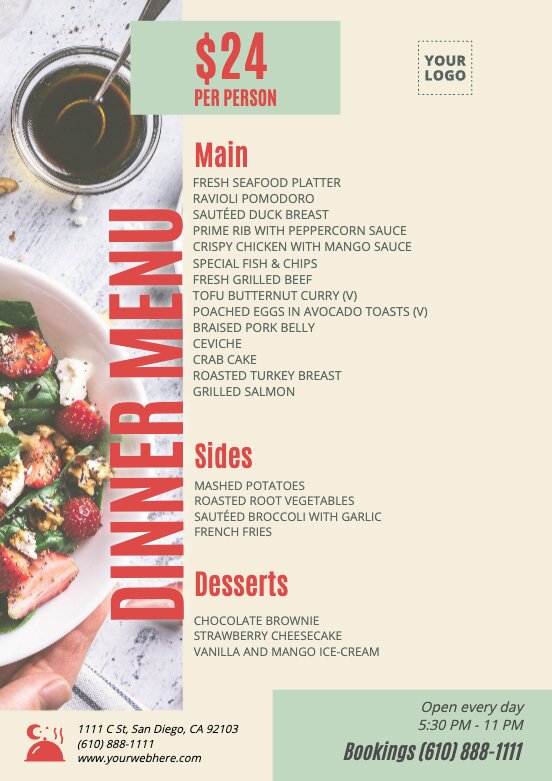 $24
PER PERSON
YOUR
LOGO
DINNER MENU
Main
FRESH SEAFOOD PLATTER
RAVIOLI POMODORO
SAUTÉED DUCK BREAST
PRIME RIB WITH PEPPERCORN SAUCE
CRISPY CHICKEN WITH MANGO SAUCE
SPECIAL FISH & CHIPS
FRESH GRILLED BEEF
TOFU BUTTERNUT CURRY (V)
POACHED EGGS IN AVOCADO TOASTS (V)
BRAISED PORK BELLY
CEVICHE
CRAB CAKE
ROASTED TURKEY BREAST
GRILLED SALMON
Sides
MASHED POTATOES
ROASTED ROOT VEGETABLES
SAUTÉED BROCCOLI WITH GARLIC
FRENCH FRIES
Desserts
CHOCOLATE BROWNIE
STRAWBERRY CHEESECAKE
VANILLA AND MANGO ICE-CREAM
1111 C St, San Diego, CA 92103
(610) 888-1111
www.yourwebhere.com
Open every day
5:30 PM - 11 PM
Bookings (610) 888-1111